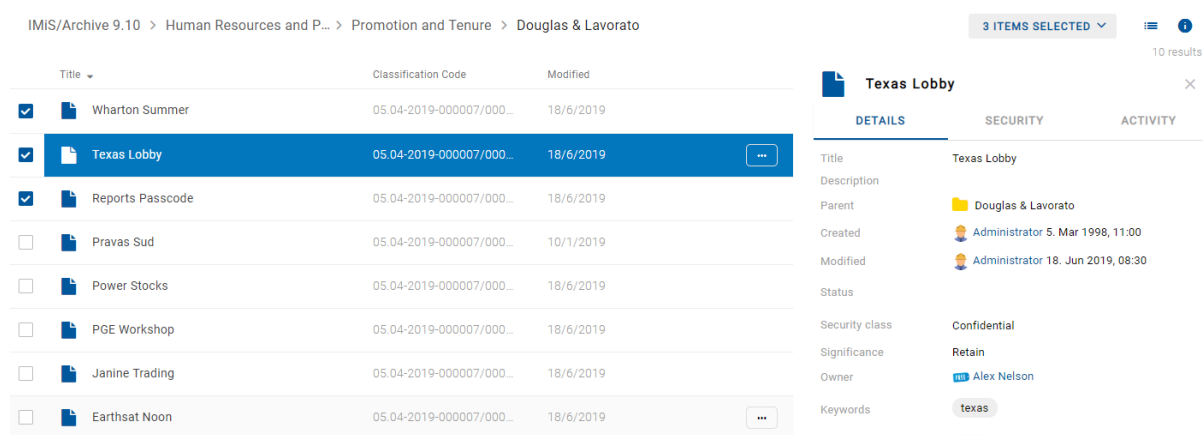 IMiS/Archive 9.10 > Human Resources and P... > Promotion and Tenure > Douglas & Lavorato
3 ITEMS SELECTED
10 results
Title Classification Code Modified
Wharton Summer 05.04-2019-000007/000... 18/6/2019
Texas Lobby 05.04-2019-000007/000... 18/6/2019
Reports Passcode 05.04-2019-000007/000... 18/6/2019
Pravas Sud 05.04-2019-000007/000... 10/1/2019
Power Stocks 05.04-2019-000007/000... 18/6/2019
PGE Workshop 05.04-2019-000007/000... 18/6/2019
Janine Trading 05.04-2019-000007/000... 18/6/2019
Earthsat Noon 05.04-2019-000007/000... 18/6/2019
Texas Lobby
DETAILS SECURITY ACTIVITY
Title Texas Lobby
Description
Parent Douglas & Lavorato
Created Administrator 5. Mar 1998, 11:00
Modified Administrator 18. Jun 2019, 08:30
Status
Security class Confidential
Significance Retain
Owner Alex Nelson
Keywords texas